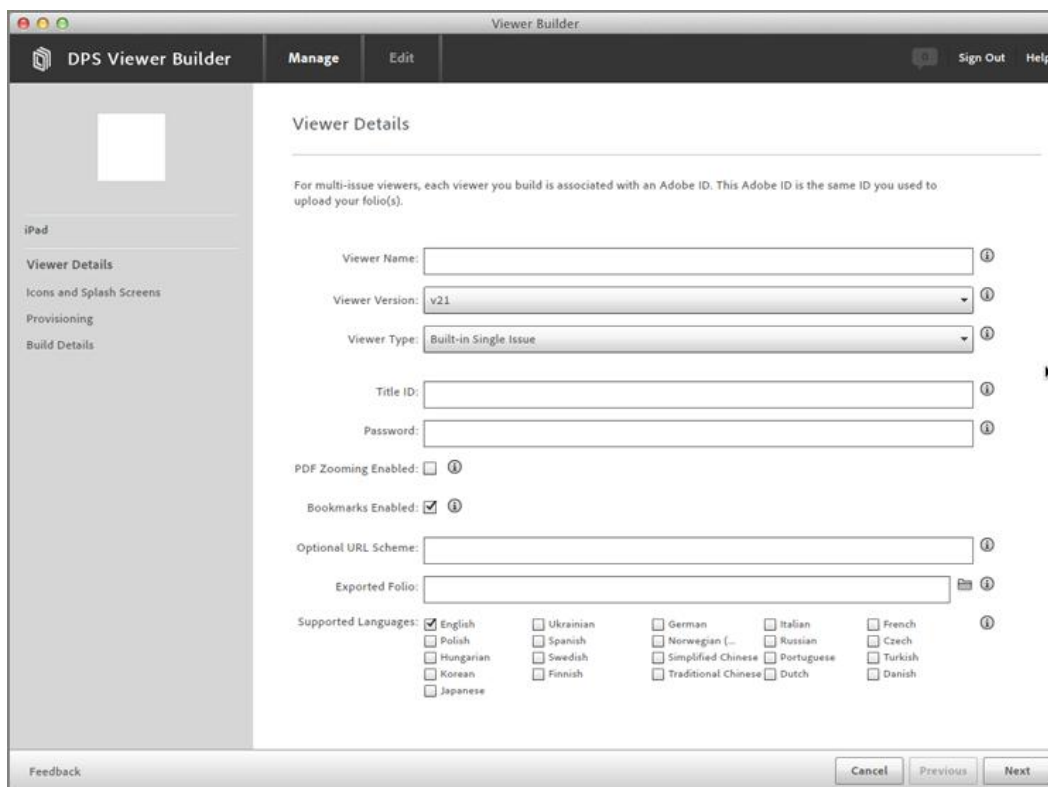 Viewer Builder
DPS Viewer Builder
Manage
Edit
Sign Out
Help
iPad
Viewer Details
Icons and Splash Screens
Provisioning
Build Details
Viewer Details
For multi-issue viewers, each viewer you build is associated with an Adobe ID. This Adobe ID is the same ID you used to
upload your folio(s).
Viewer Name:
Viewer Version: v21
Viewer Type: Built-in Single Issue
Title ID:
Password:
PDF Zooming Enabled:
Bookmarks Enabled:
Optional URL Scheme:
Exported Folio:
Supported Languages: English Ukrainian German Italian French
Polish Spanish Norwegian (... Russian Czech
Hungarian Swedish Simplified Chinese Portuguese Turkish
Korean Finnish Traditional Chinese Dutch Danish
Japanese
Feedback
Cancel
Previous
Next